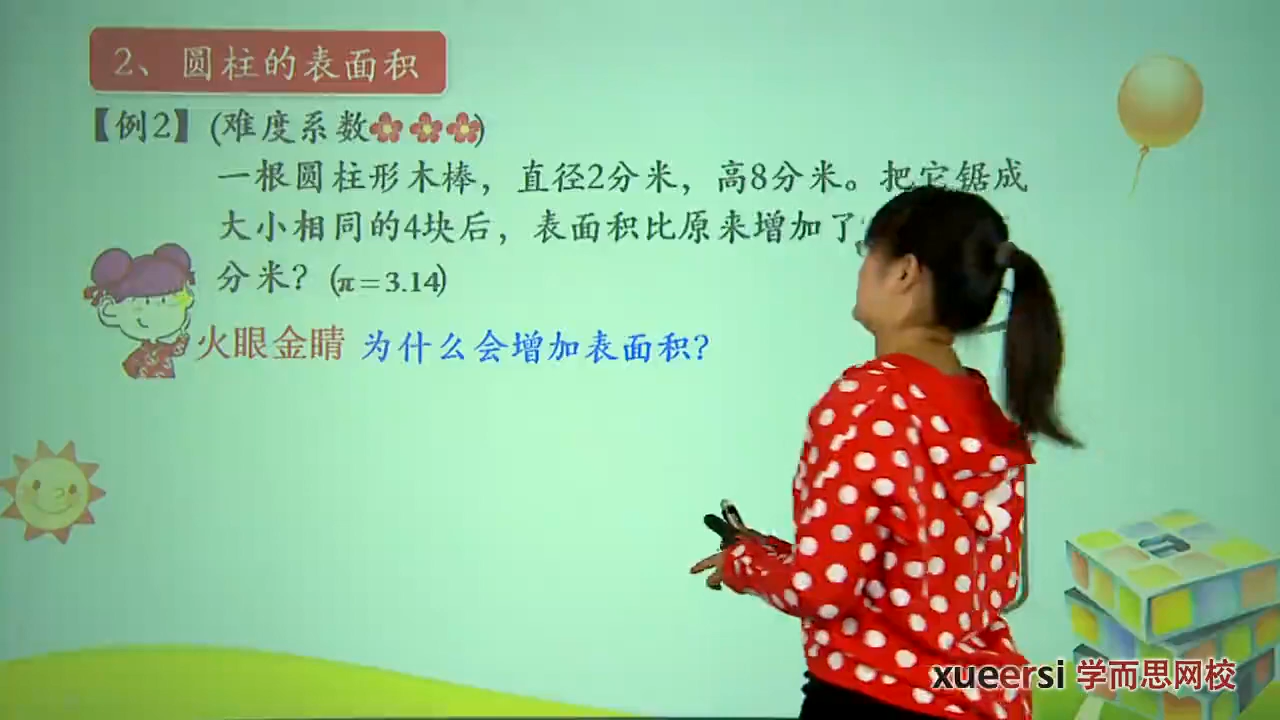 2、圆柱的表面积
【例2】(难度系数)
一根圆柱形木棒，直径2分米，高8分米。把它锯成
大小相同的4块后，表面积比原来增加了
分米？(π=3.14)
火眼金睛 为什么会增加表面积？
xueersi 学而思网校